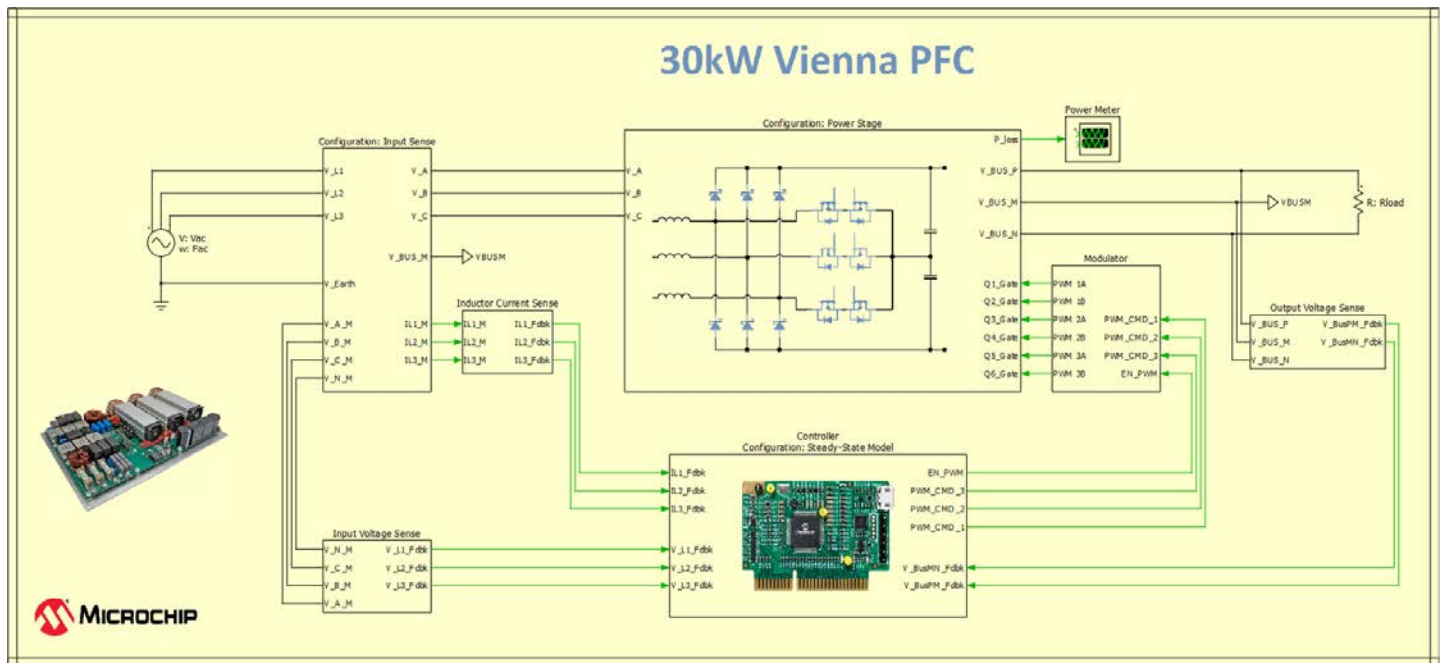 30kW Vienna PFC
Power Meter
Configuration: Power Stage
Configuration: Input Sense
P_loss
V_L1
V_A
V_A
V_BUS_P
V_L2
V_B
V_B
V_BUS_M
VBUSM
R: Rload
V_L3
V_C
V_C
V_BUS_N
V: Vac
w: Fac
V_BUS_M
VBUSM
V_Earth
Modulator
Q1_Gate
PWM 1A
Q2_Gate
PWM 1B
Q3_Gate
PWM 2A
PWM_CMD_1
Q4_Gate
PWM 2B
PWM_CMD_2
Q5_Gate
PWM 3A
PWM_CMD_3
Q6_Gate
PWM 3B
EN_PWM
Inductor Current Sense
V_A_M
IL1_M
IL1_M
IL1_Fdbk
V_B_M
IL2_M
IL2_M
IL2_Fdbk
V_C_M
IL3_M
IL3_M
IL3_Fdbk
V_N_M
Output Voltage Sense
V_BUS_P
V_BusPM_Fdbk
V_BUS_M
V_BusMN_Fdbk
V_BUS_N
Controller
Configuration: Steady-State Model
IL1_Fdbk
EN_PWM
IL2_Fdbk
PWM_CMD_3
IL3_Fdbk
PWM_CMD_2
PWM_CMD_1
V_L1_Fdbk
V_L2_Fdbk
V_BusMN_Fdbk
V_L3_Fdbk
V_BusPM_Fdbk
Input Voltage Sense
V_N_M
V_L1_Fdbk
V_C_M
V_L2_Fdbk
V_B_M
V_L3_Fdbk
V_A_M
MICROCHIP